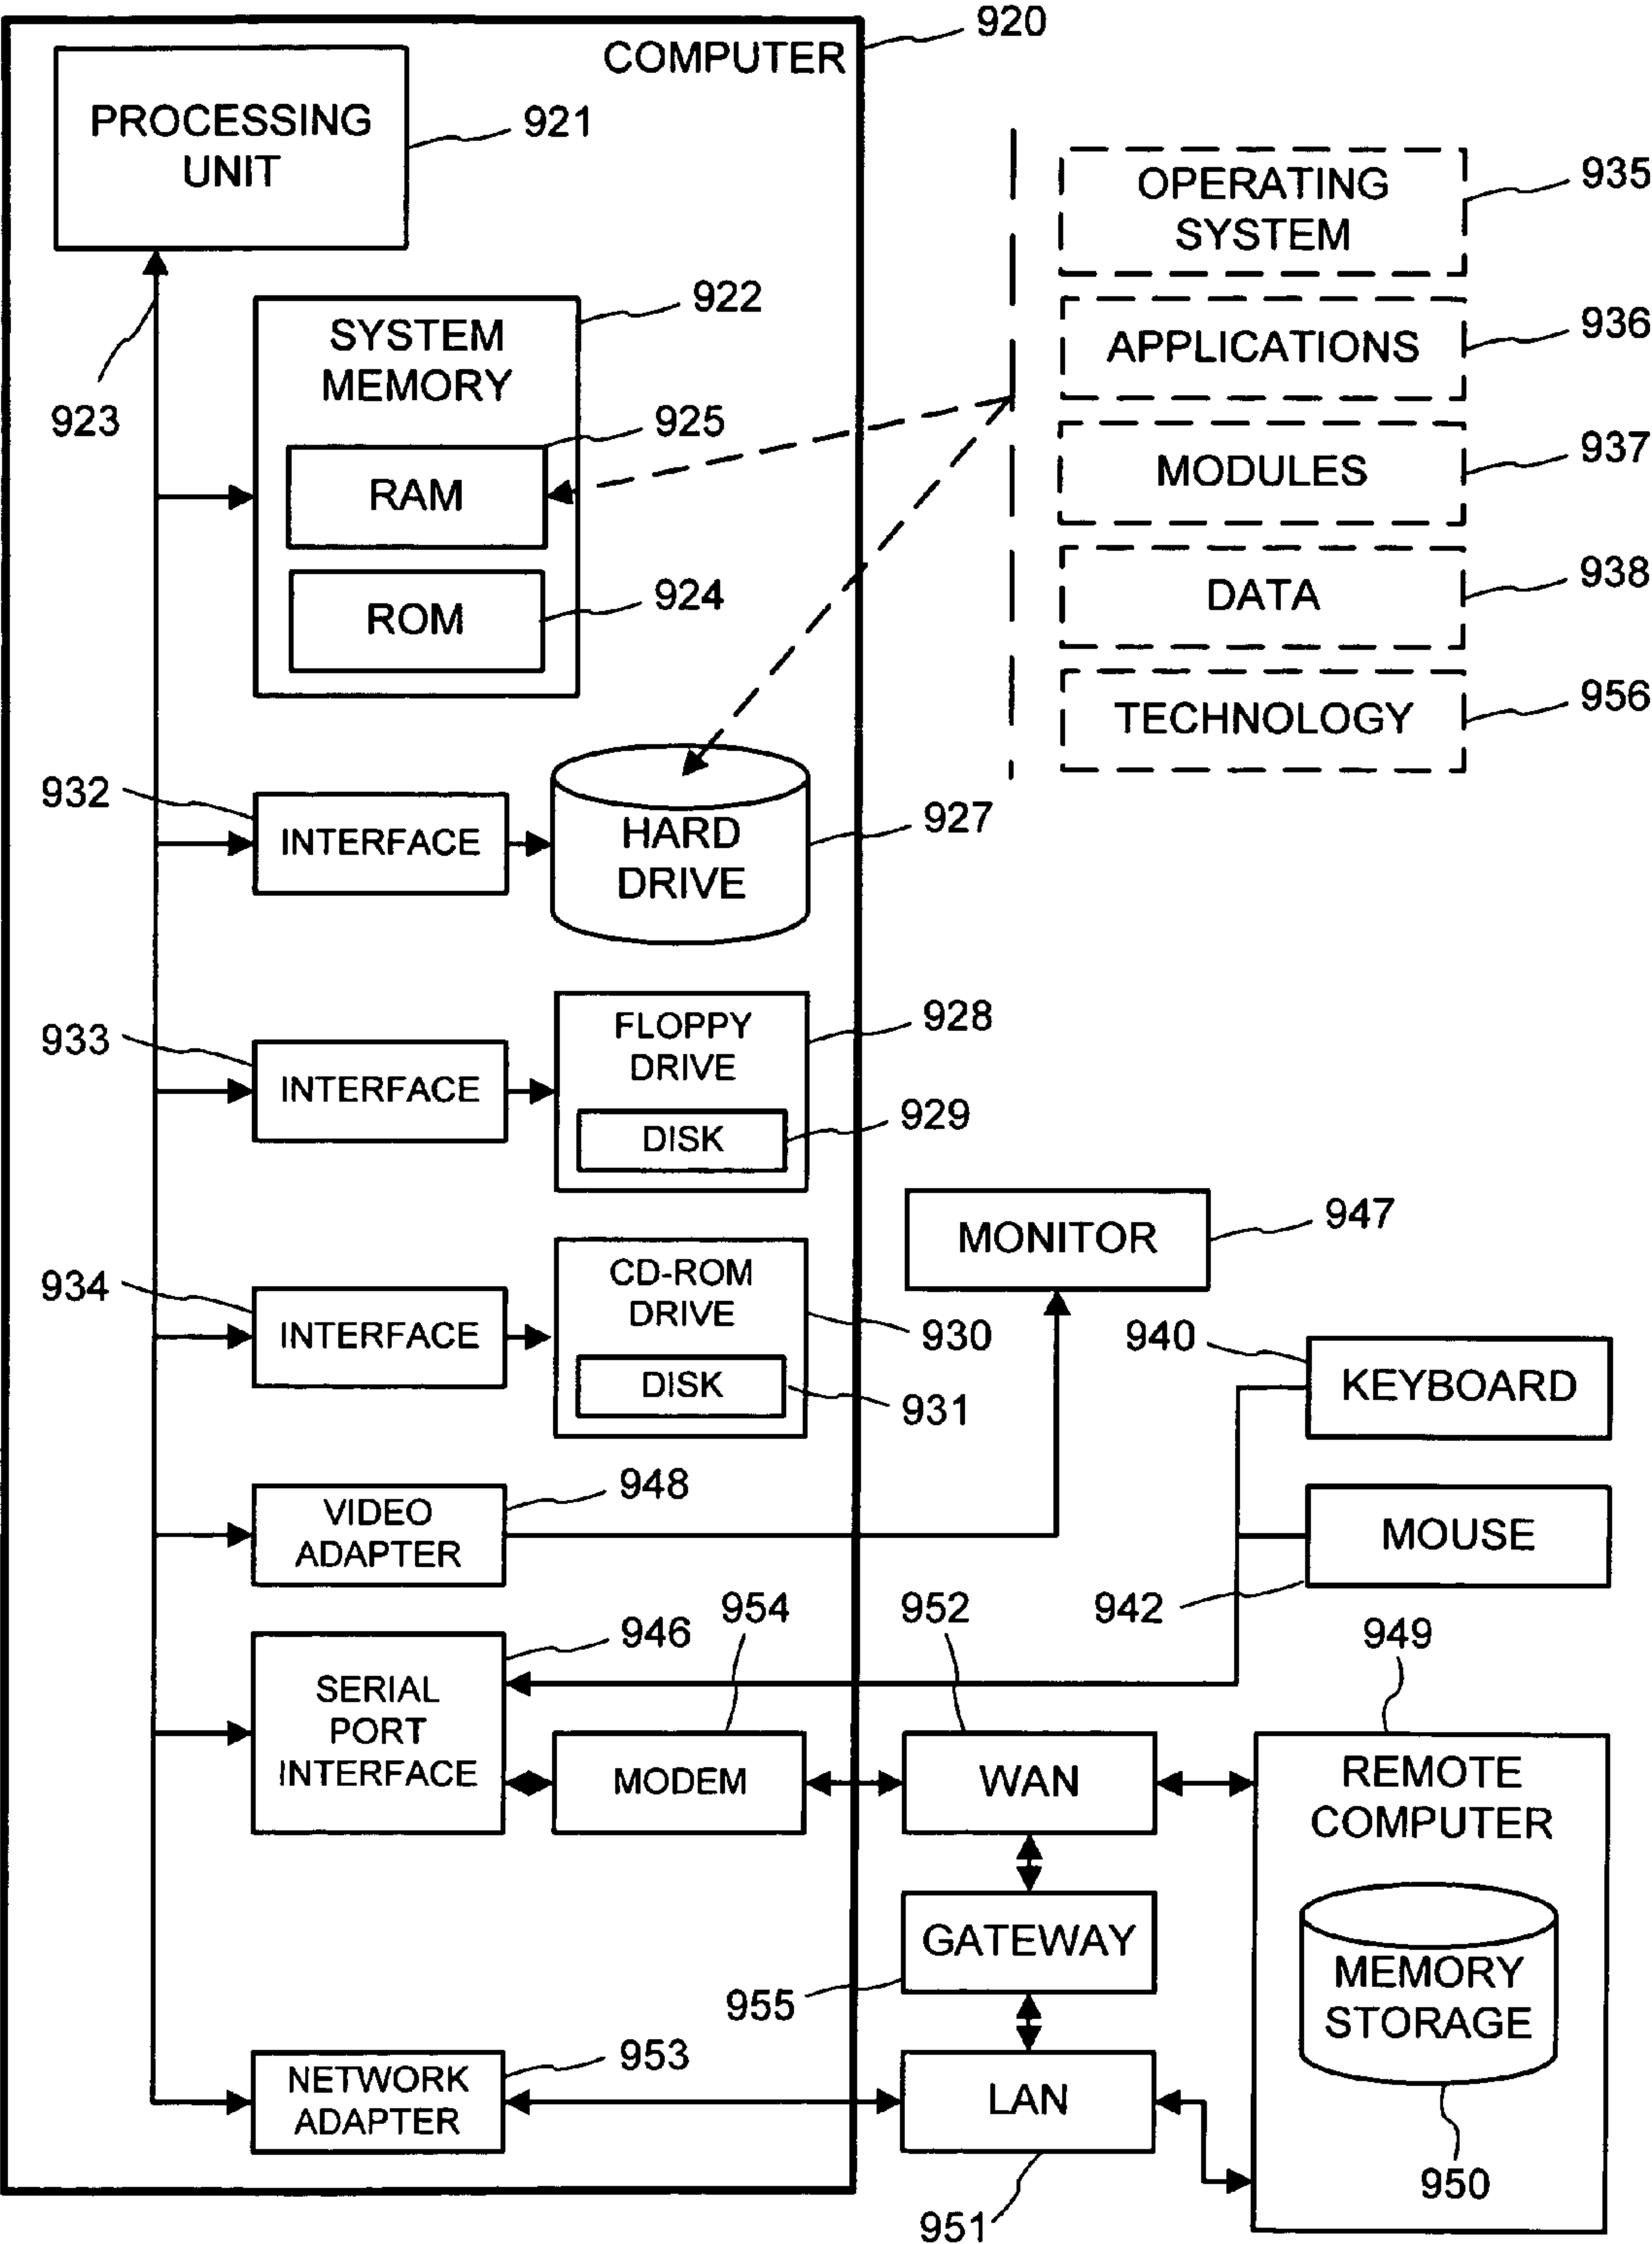 920
COMPUTER
PROCESSING
UNIT
921
923
922
SYSTEM
MEMORY
925
RAM
924
ROM
OPERATING
SYSTEM
935
APPLICATIONS
936
MODULES
937
DATA
938
TECHNOLOGY
956
932
INTERFACE
HARD
DRIVE
927
933
INTERFACE
FLOPPY
DRIVE
928
DISK
929
934
INTERFACE
CD-ROM
DRIVE
930
DISK
931
MONITOR
947
940
KEYBOARD
MOUSE
942
VIDEO
ADAPTER
948
946
SERIAL
PORT
INTERFACE
954
MODEM
952
WAN
949
REMOTE
COMPUTER
GATEWAY
955
MEMORY
STORAGE
950
NETWORK
ADAPTER
953
LAN
951